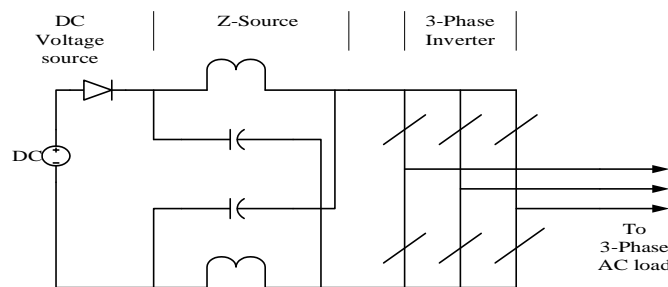 DC
Voltage
source
Z-Source
3-Phase
Inverter
DC
To
3-Phase
AC load